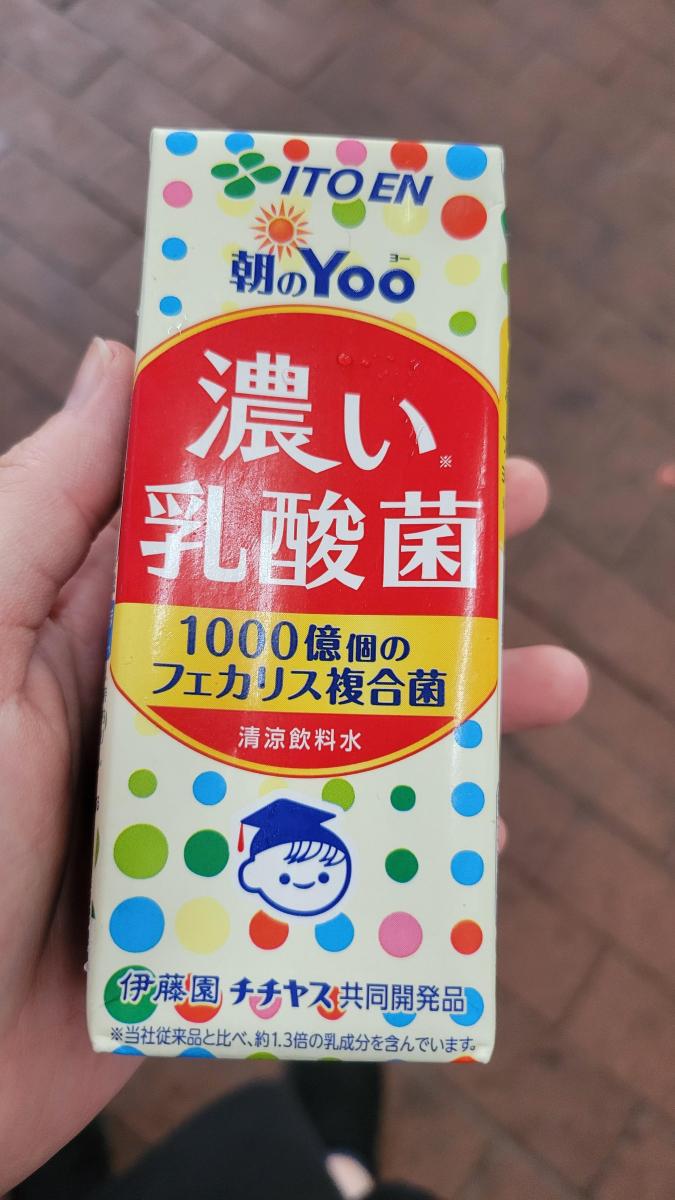 ITO EN
朝のYoo
ヨー
濃い※
乳酸菌
1000億個の
フェカリス複合菌
清涼飲料水
伊藤園 チチヤス 共同開発品
※当社従来品と比べ、約1.3倍の乳成分を含んでいます。